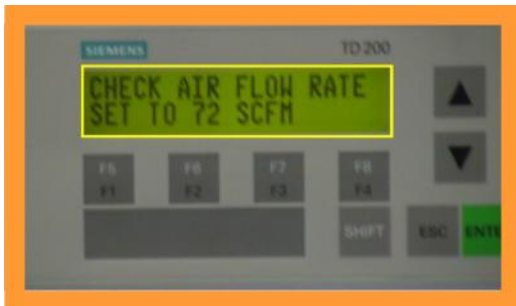 SIEMENS
TD 200
CHECK AIR FLOW RATE
SET TO 72 SCFM
F5 F6 F7 F8
F1 F2 F3 F4
SHIFT ESC ENTE